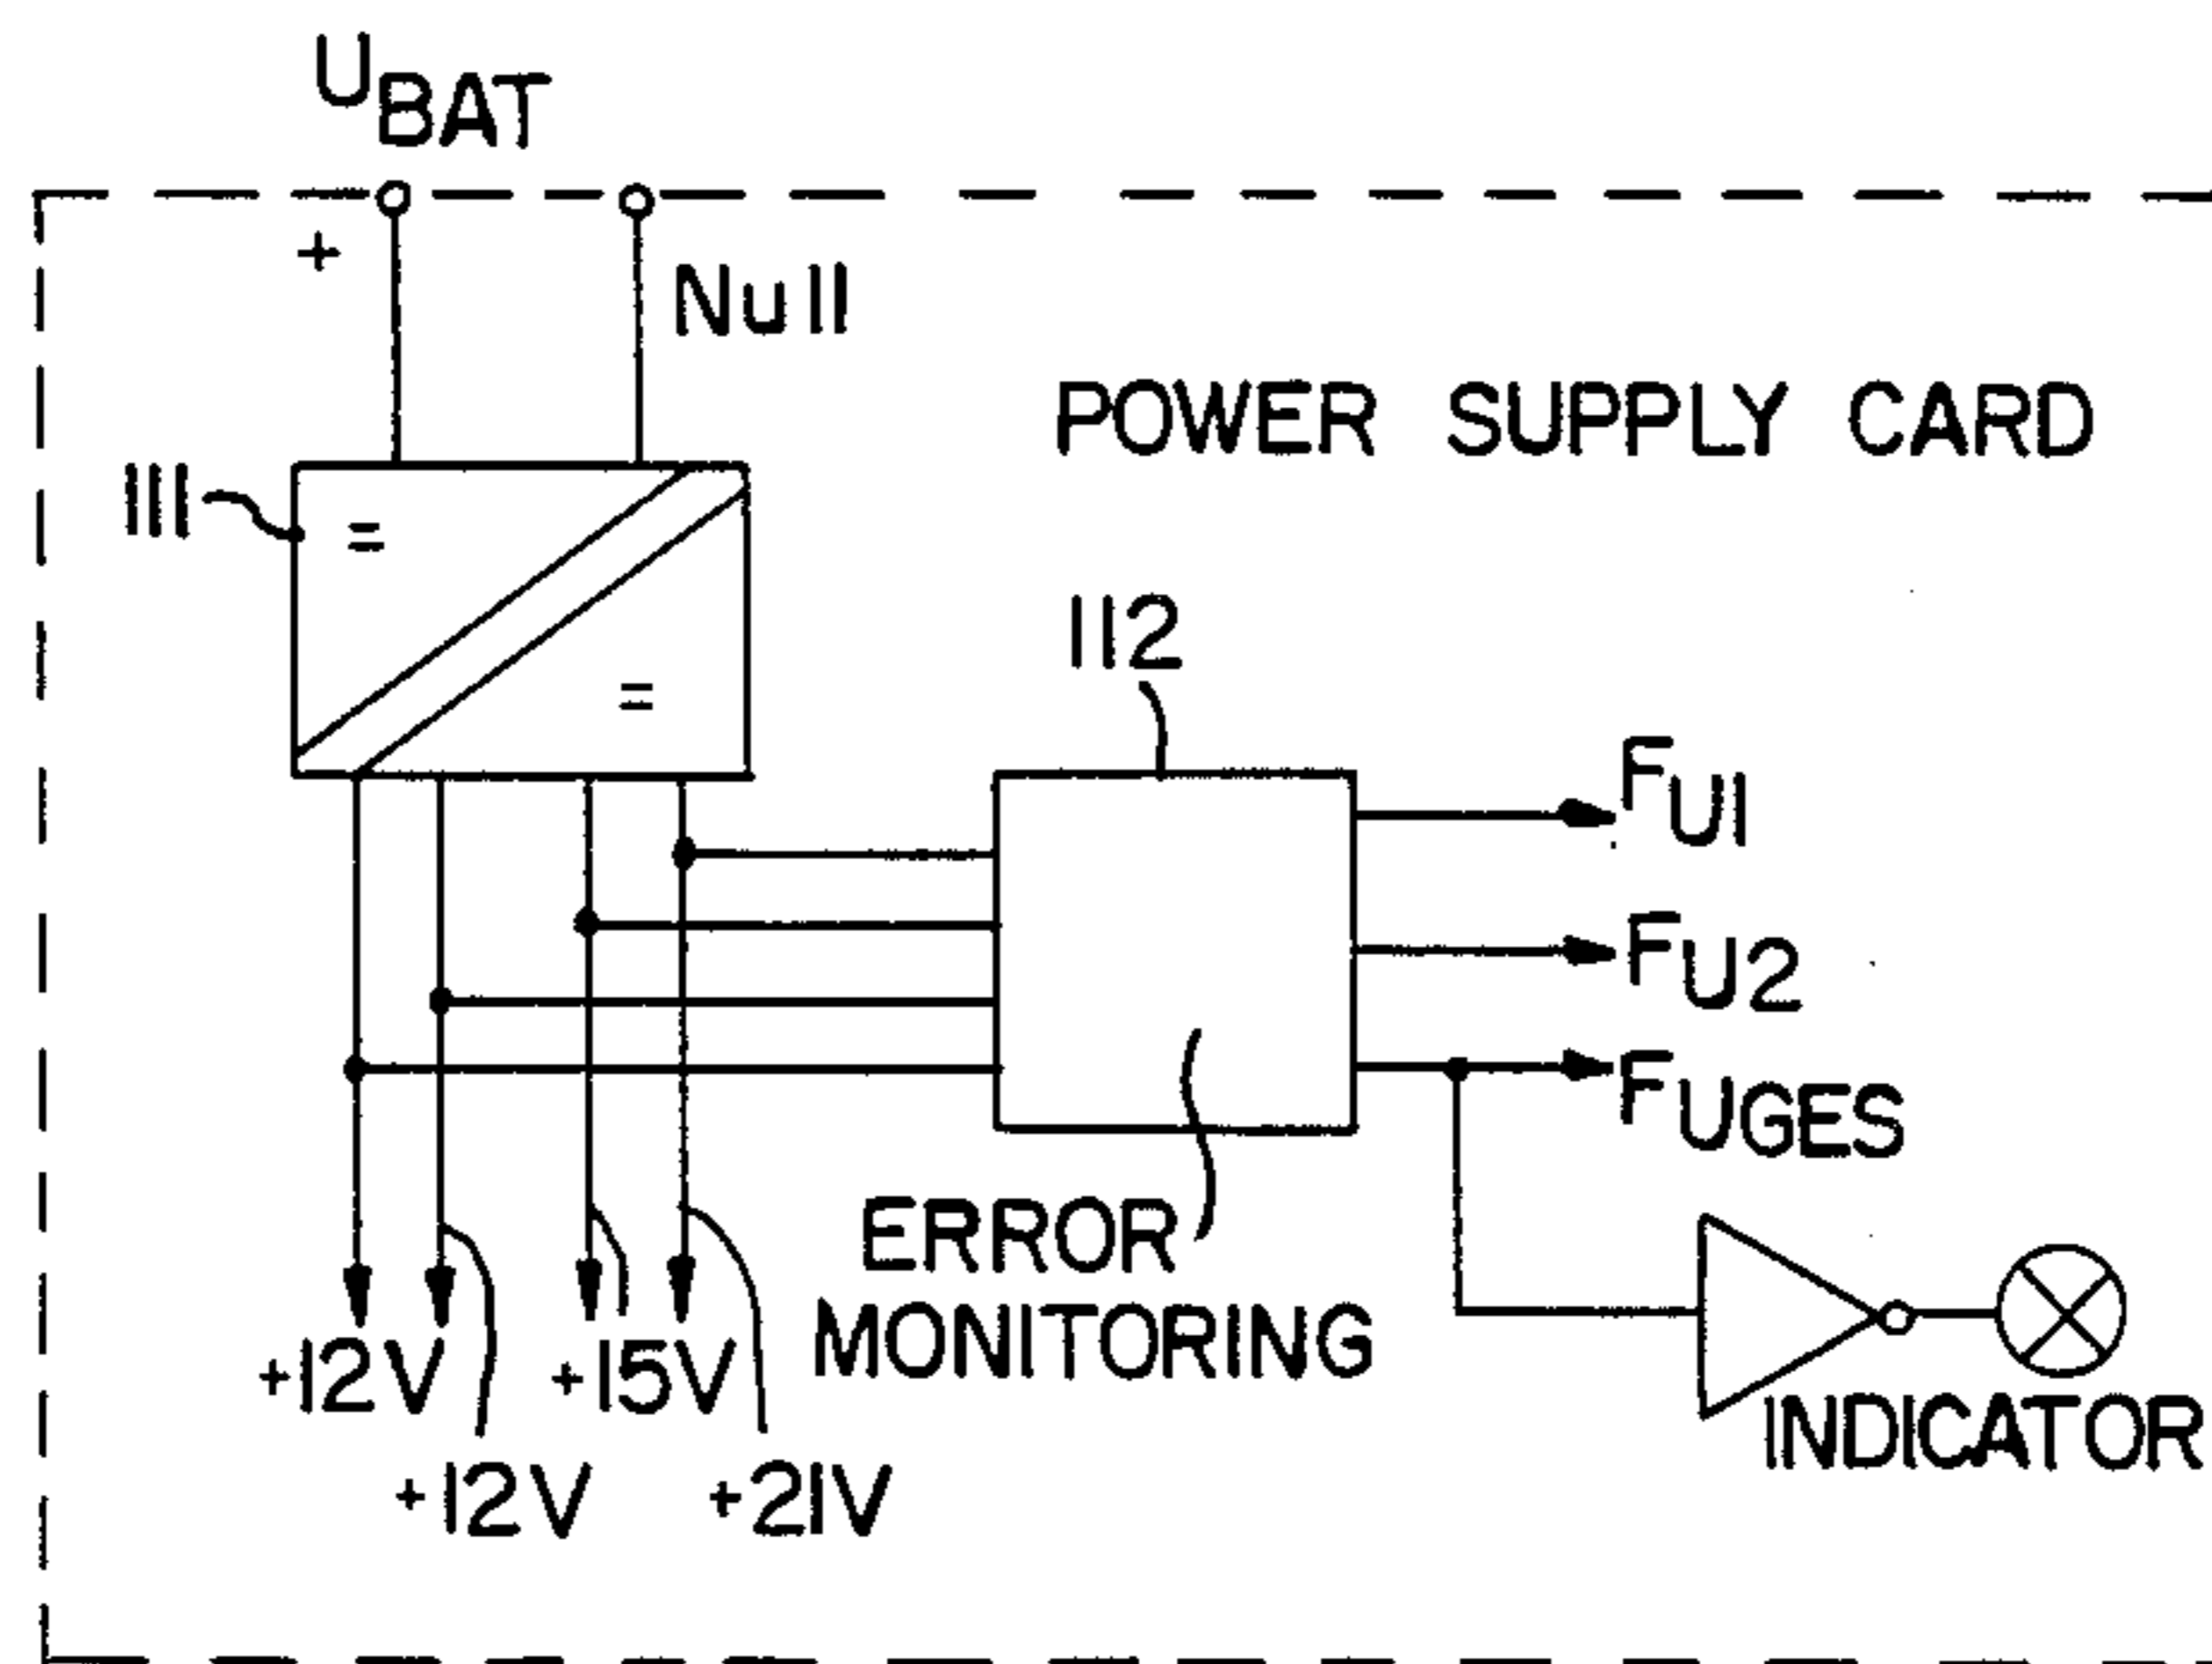 UBAT
+
Null
POWER SUPPLY CARD
111
=
=
112
FU1
FU2
FUGES
ERROR
MONITORING
+12V
+15V
+12V
+21V
INDICATOR